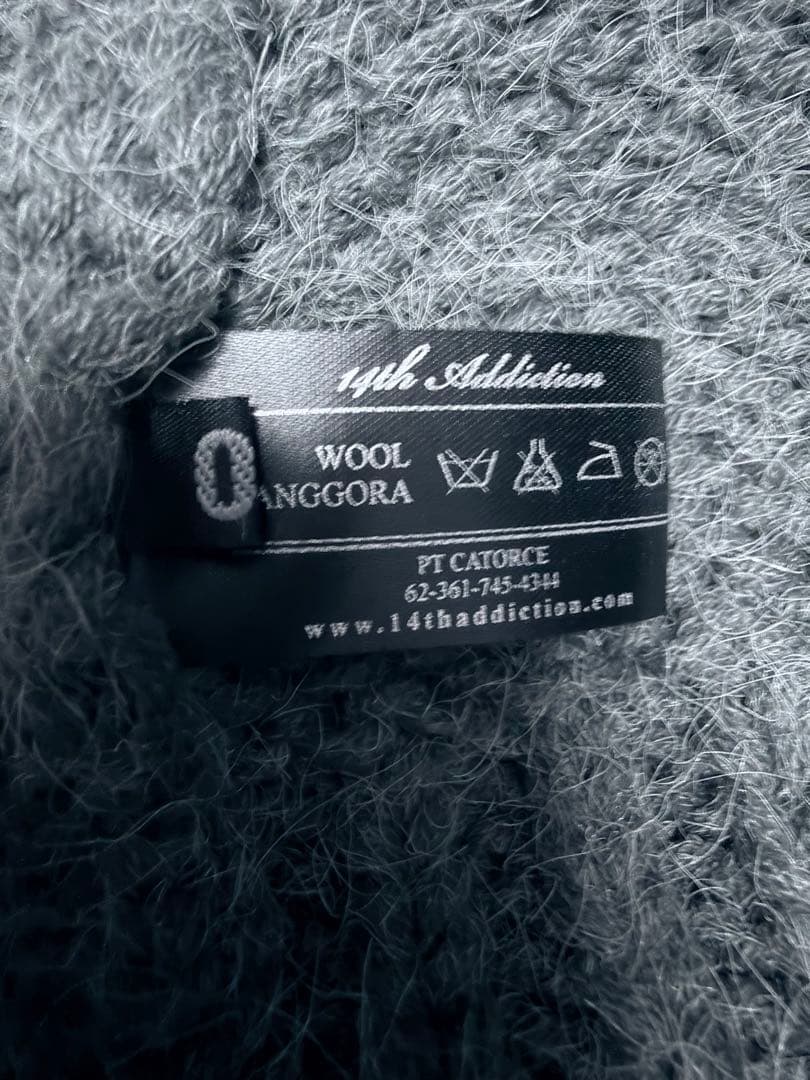 14th Addiction
0
WOOL
ANGGORA
PT CATORCE
62-361-745-4344
www.14thaddiction.com